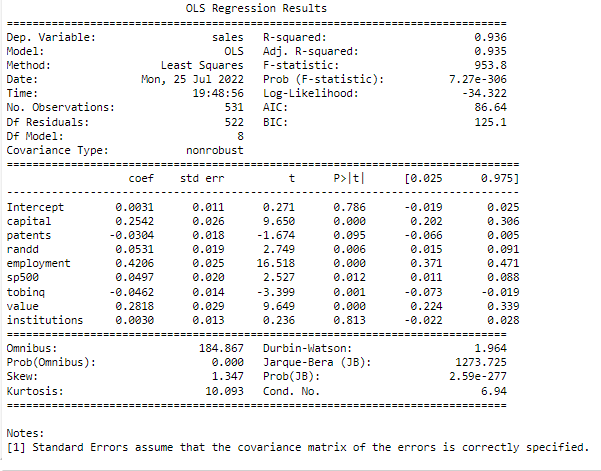 OLS Regression Results
==============================================================================
Dep. Variable:                  sales   R-squared:                       0.936
Model:                            OLS   Adj. R-squared:                  0.935
Method:                 Least Squares   F-statistic:                     953.8
Date:                Mon, 25 Jul 2022   Prob (F-statistic):          7.27e-306
Time:                        19:48:56   Log-Likelihood:                -34.322
No. Observations:                 531   AIC:                             86.64
Df Residuals:                     522   BIC:                             125.1
Df Model:                           8
Covariance Type:            nonrobust
================================================================================
                   coef    std err          t      P>|t|      [0.025      0.975]
--------------------------------------------------------------------------------
Intercept        0.0031      0.011      0.271      0.786      -0.019       0.025
capital          0.2542      0.026      9.650      0.000       0.202       0.306
patents         -0.0304      0.018     -1.674      0.095      -0.066       0.005
randd            0.0531      0.019      2.749      0.006       0.015       0.091
employment       0.4206      0.025     16.518      0.000       0.371       0.471
sp500            0.0497      0.020      2.527      0.012       0.011       0.088
tobinq          -0.0462      0.014     -3.399      0.001      -0.073      -0.019
value            0.2818      0.029      9.649      0.000       0.224       0.339
institutions     0.0030      0.013      0.236      0.813      -0.022       0.028
==============================================================================
Omnibus:                      184.867   Durbin-Watson:                   1.964
Prob(Omnibus):                  0.000   Jarque-Bera (JB):             1273.725
Skew:                           1.347   Prob(JB):                    2.59e-277
Kurtosis:                      10.093   Cond. No.                         6.94
==============================================================================
Notes:
[1] Standard Errors assume that the covariance matrix of the errors is correctly specified.